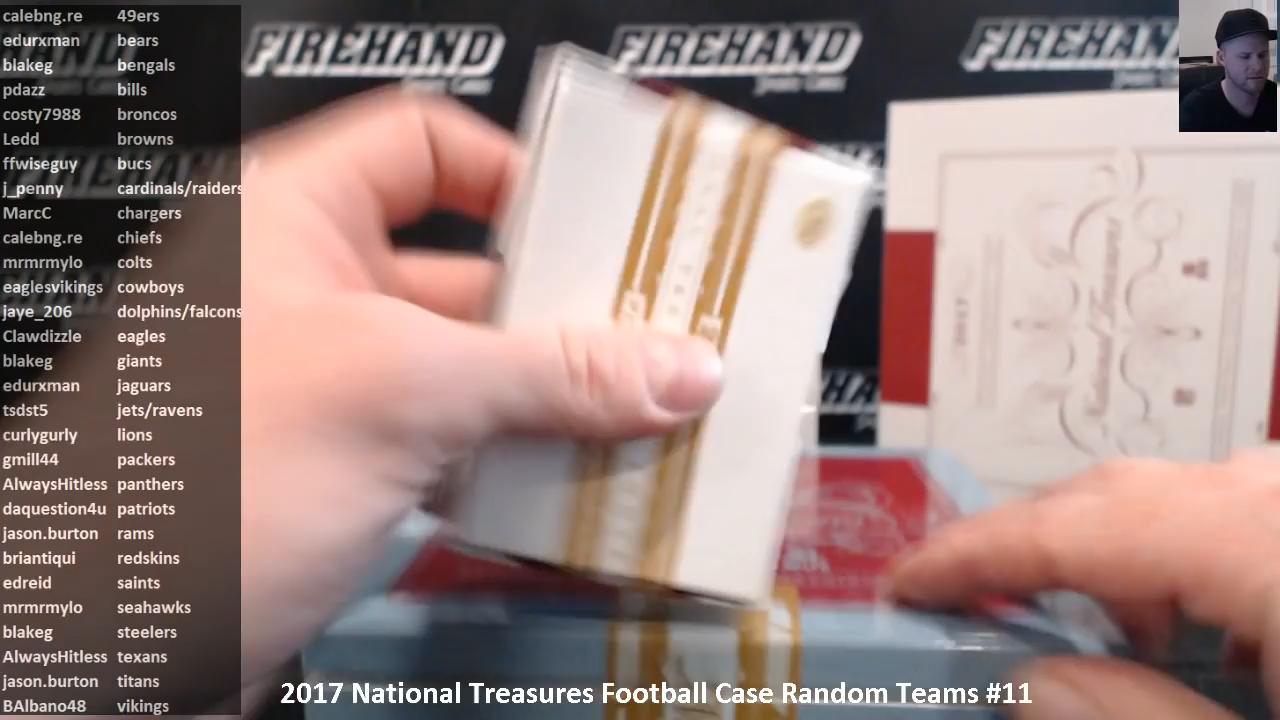 calebng.re 49ers
edurxman bears
blakeg bengals
pdazz bills
costy7988 broncos
Ledd browns
ffwiseguy bucs
j_penny cardinals/raiders
MarcC chargers
calebng.re chiefs
mrmrmylo colts
eaglesvikings cowboys
jaye_206 dolphins/falcons
Clawdizzle eagles
blakeg giants
edurxman jaguars
tsdst5 jets/ravens
curlygurly lions
gmill44 packers
AlwaysHitless panthers
daquestion4u patriots
jason.burton rams
briantiqui redskins
edreid saints
mrmrmylo seahawks
blakeg steelers
AlwaysHitless texans
jason.burton titans
BAlbano48 vikings
FIREHAND
FIREHAND
FIREHAND
2017
National Treasures
2017 National Treasures Football Case Random Teams #11